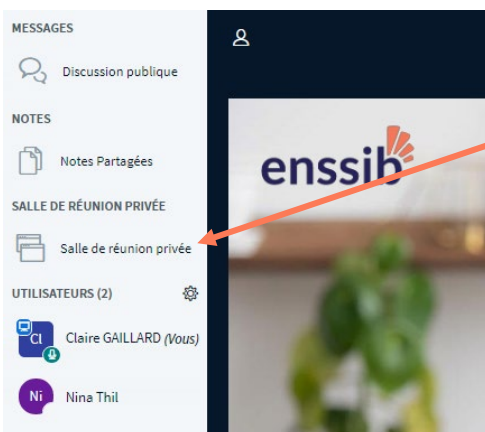 MESSAGES
Discussion publique
NOTES
Notes Partagées
SALLE DE RÉUNION PRIVÉE
Salle de réunion privée
UTILISATEURS (2)
Cl
Claire GAILLARD (Vous)
Ni
Nina Thil
enssib